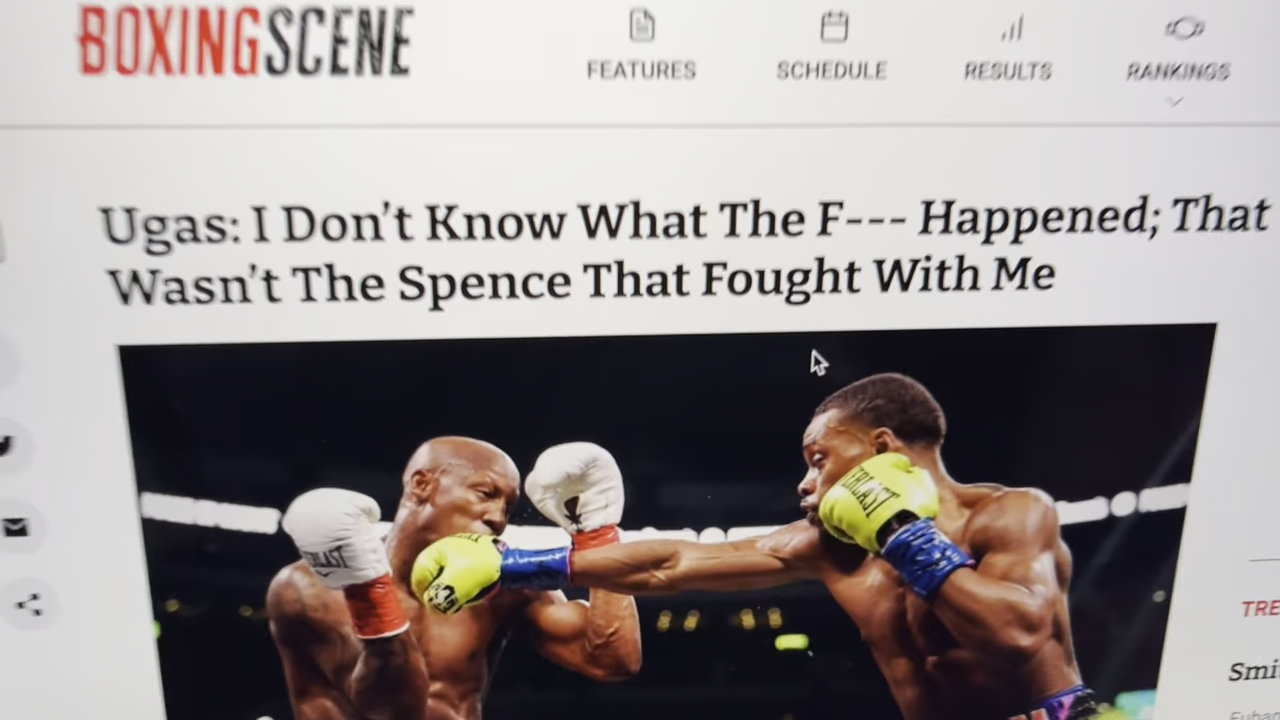 BOXINGSCENE
FEATURES
SCHEDULE
RESULTS
RANKINGS
Ugas: I Don't Know What The F--- Happened; That
Wasn't The Spence That Fought With Me
EVERLAST
TRE
Smi